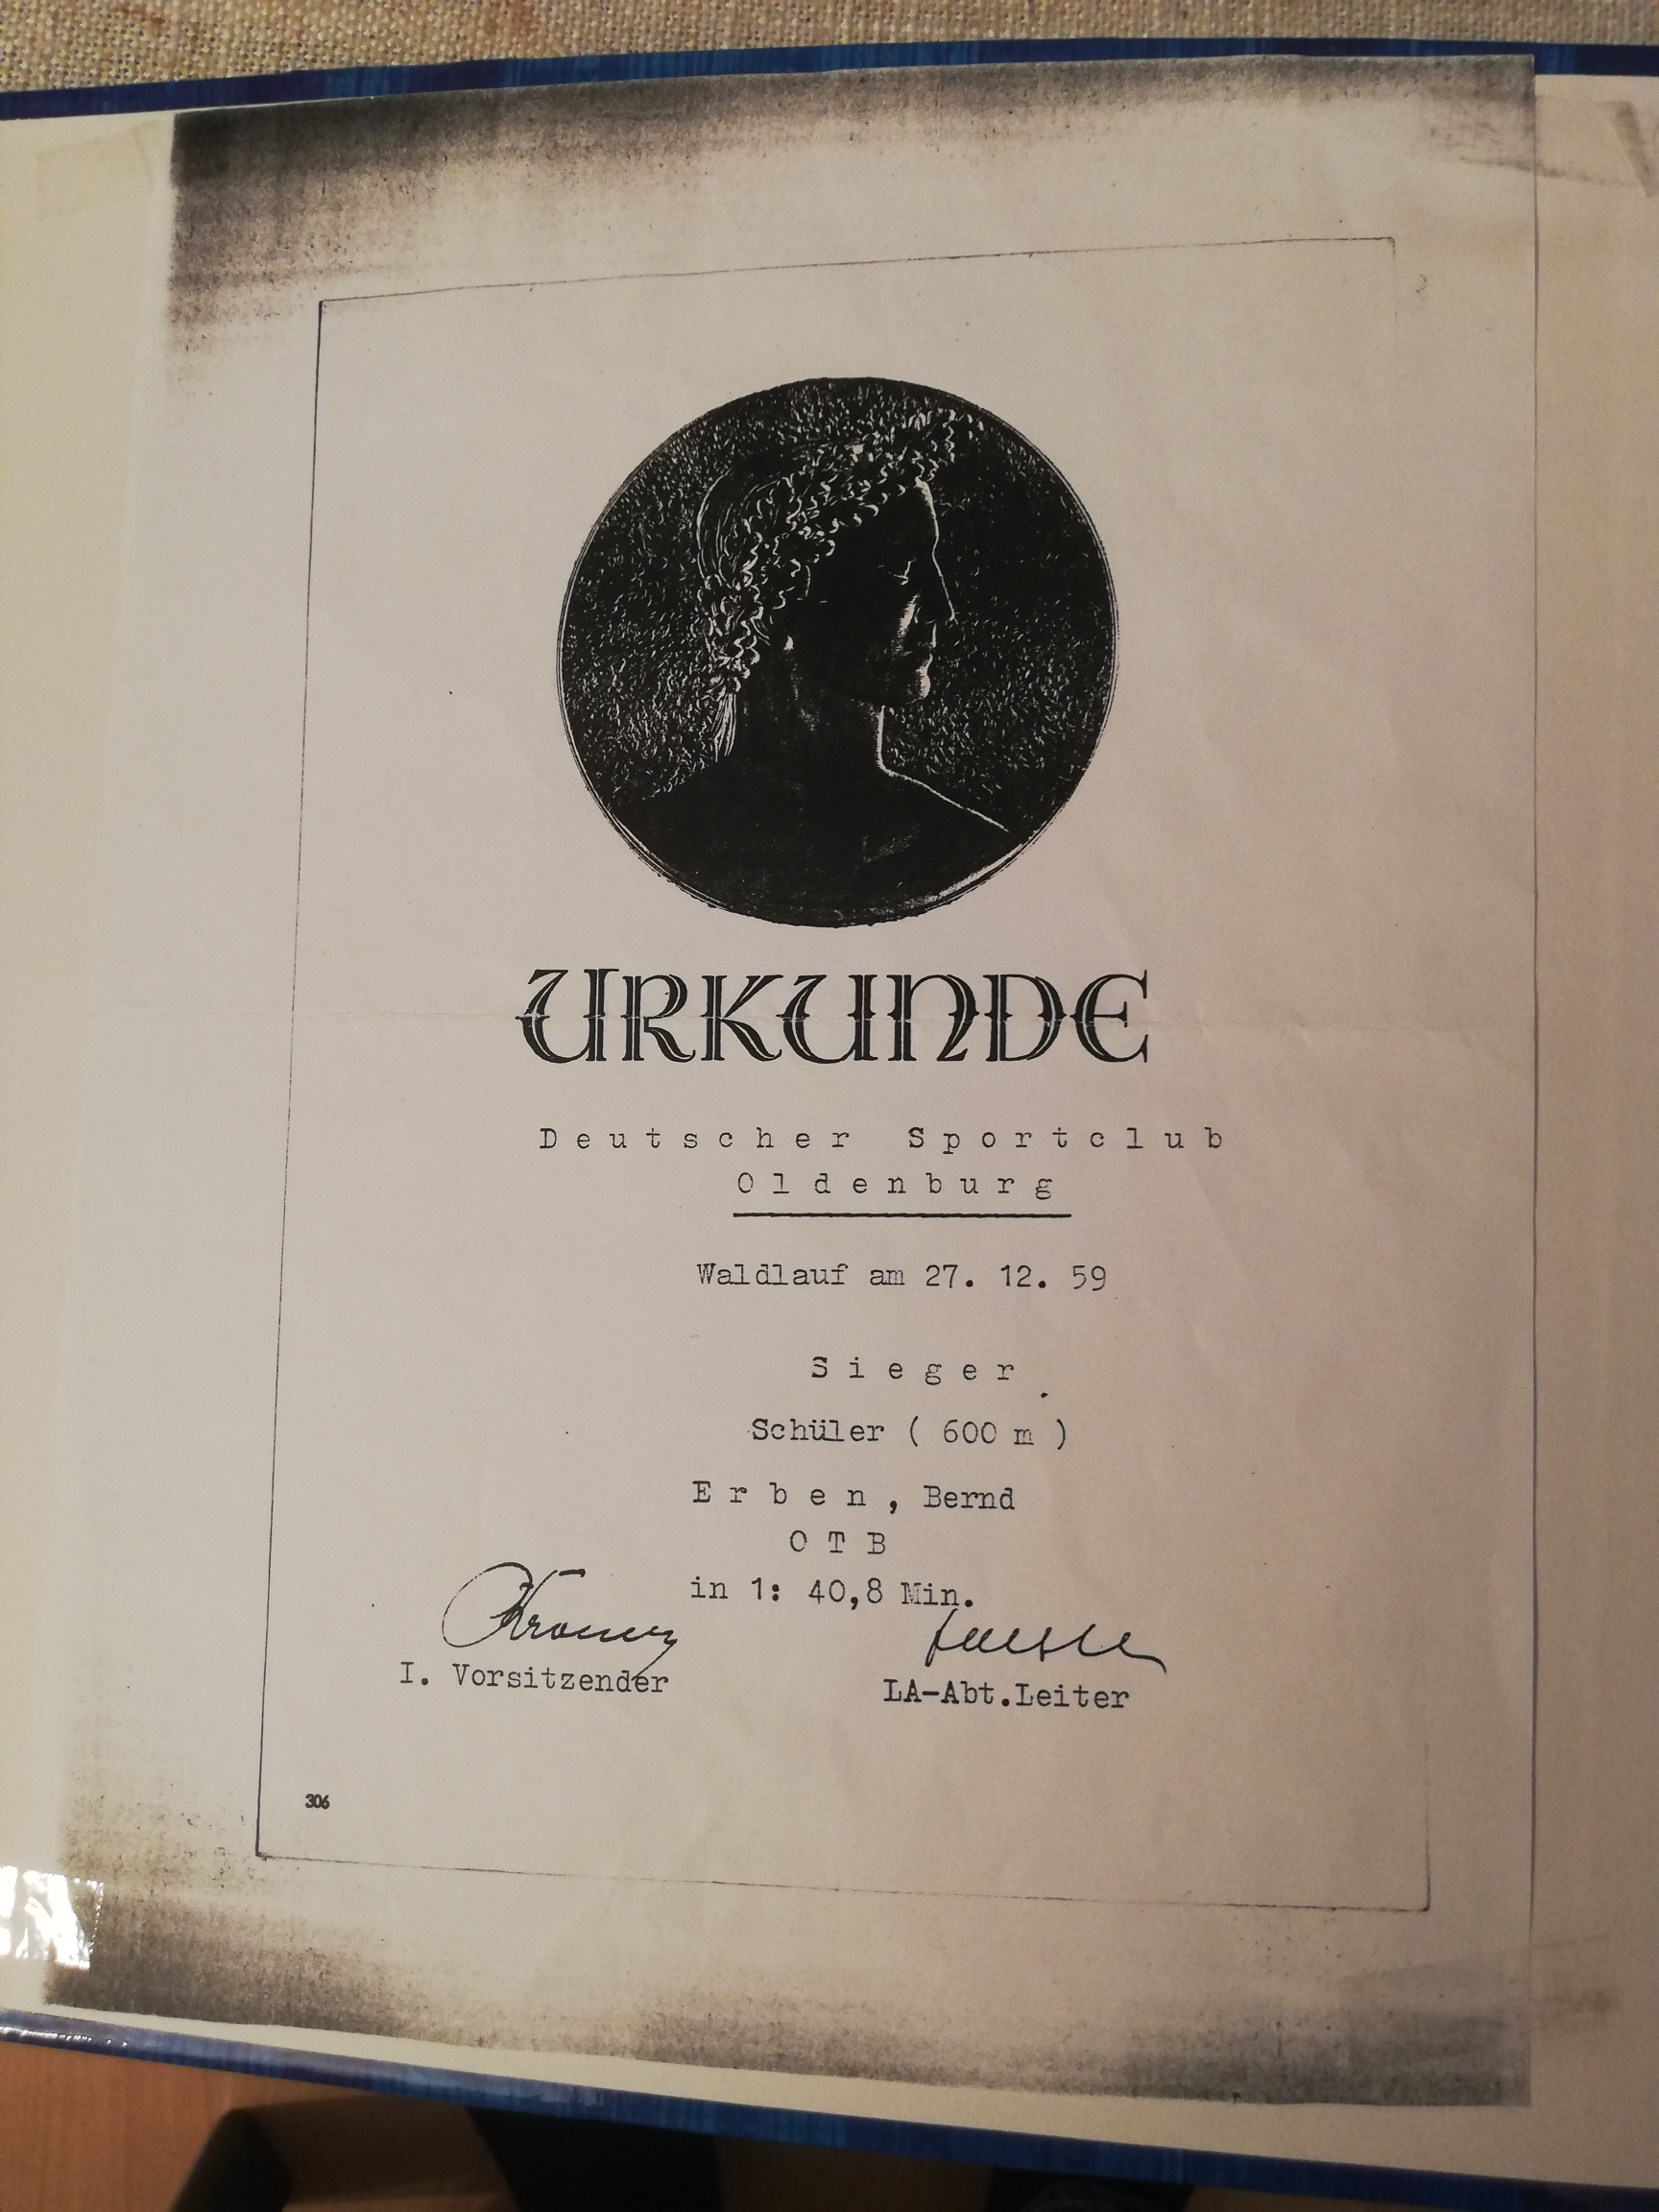 URKUNDE
Deutscher Sportclub
Oldenburg
Waldlauf am 27. 12. 59
Sieger
Schüler ( 600 m )
Erben, Bernd
OTB
in 1: 40,8 Min.
I. Vorsitzender
LA-Abt.Leiter
306